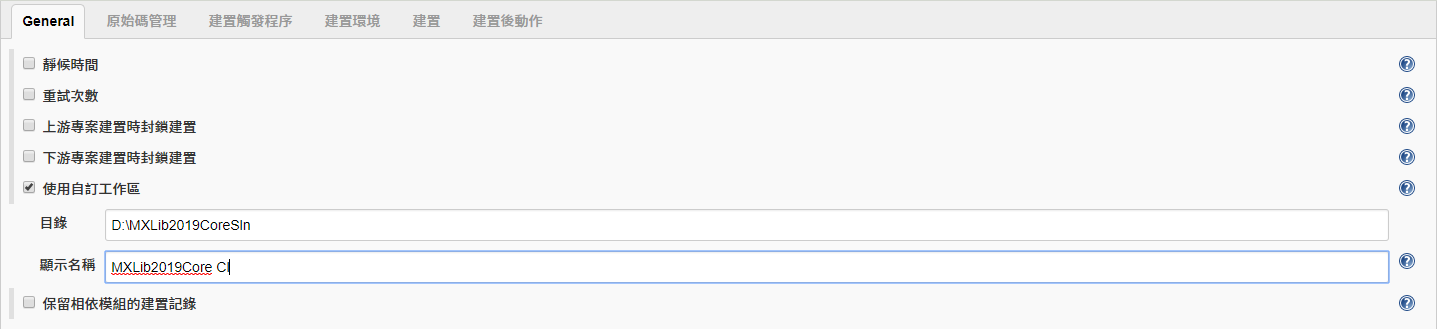 General 原始碼管理 建置觸發程序 建置環境 建置 建置後動作
靜候時間
重試次數
上游專案建置時封鎖建置
下游專案建置時封鎖建置
使用自訂工作區
目錄 D:\MXLib2019CoreSln
顯示名稱 MXLib2019Core CI
保留相依模組的建置記錄